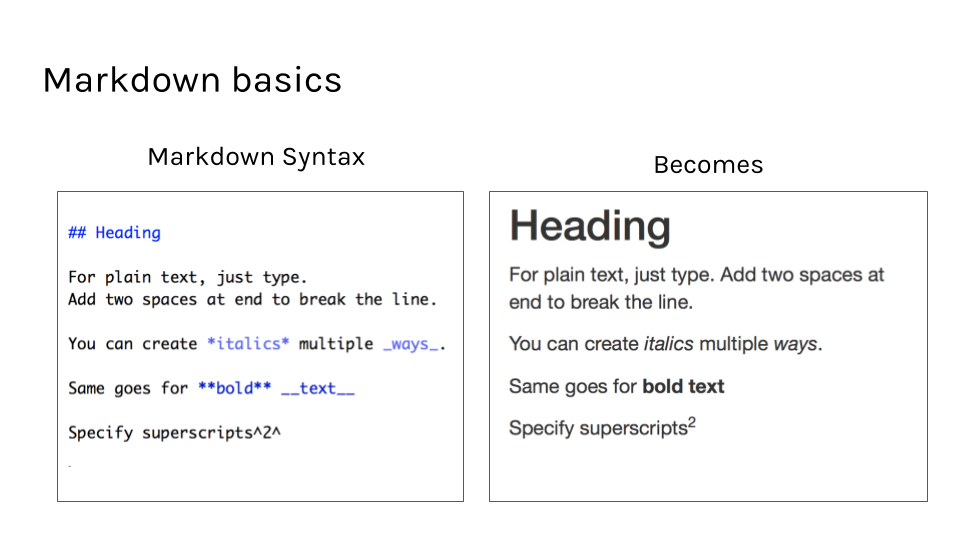 Markdown basics
Markdown Syntax
## Heading
For plain text, just type.
Add two spaces at end to break the line.
You can create *italics* multiple _ways_.
Same goes for **bold** __text__
Specify superscripts^2^
.
Becomes
Heading
For plain text, just type. Add two spaces at
end to break the line.
You can create italics multiple ways.
Same goes for bold text
Specify superscripts²